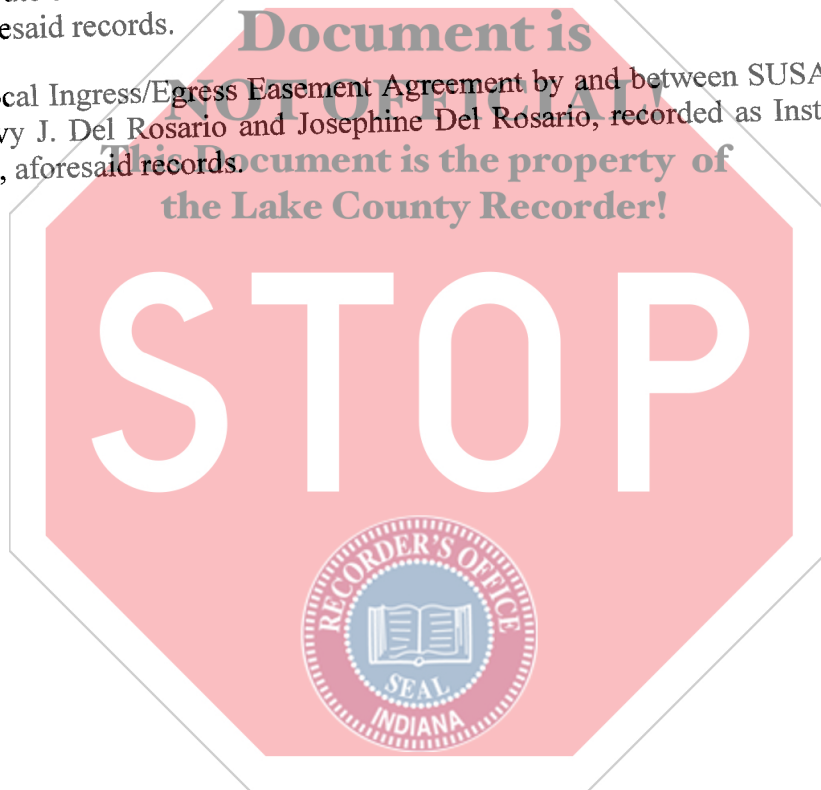 esaid records.
Document is
cal Ingress/Egress Easement Agreement by and between SUSA
NOT OFFICIAL!
vy J. Del Rosario and Josephine Del Rosario, recorded as Inst
This Document is the property of
, aforesaid records.
the Lake County Recorder!
STOP
RECORDER'S OFFICE
SEAL
INDIANA